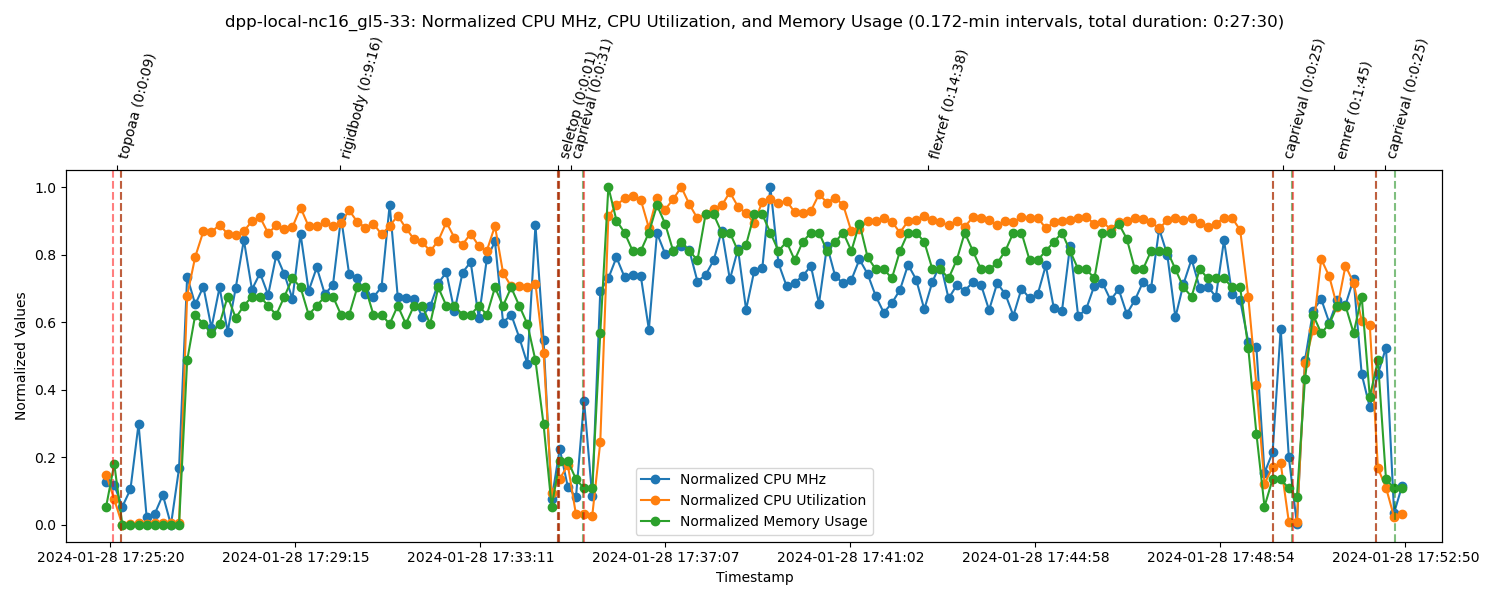 dpp-local-nc16_gl5-33: Normalized CPU MHz, CPU Utilization, and Memory Usage (0.172-min intervals, total duration: 0:27:30)
topoaa (0:0:09)
rigidbody (0:9:16)
seletop (0:0:01)
caprieval (0:0:31)
flexref (0:14:38)
caprieval (0:0:25)
emref (0:1:45)
caprieval (0:0:25)
1.0
0.8
0.6
0.4
0.2
0.0
Normalized Values
Normalized CPU MHz
Normalized CPU Utilization
Normalized Memory Usage
2024-01-28 17:25:20
2024-01-28 17:29:15
2024-01-28 17:33:11
2024-01-28 17:37:07
2024-01-28 17:41:02
2024-01-28 17:44:58
2024-01-28 17:48:54
2024-01-28 17:52:50
Timestamp